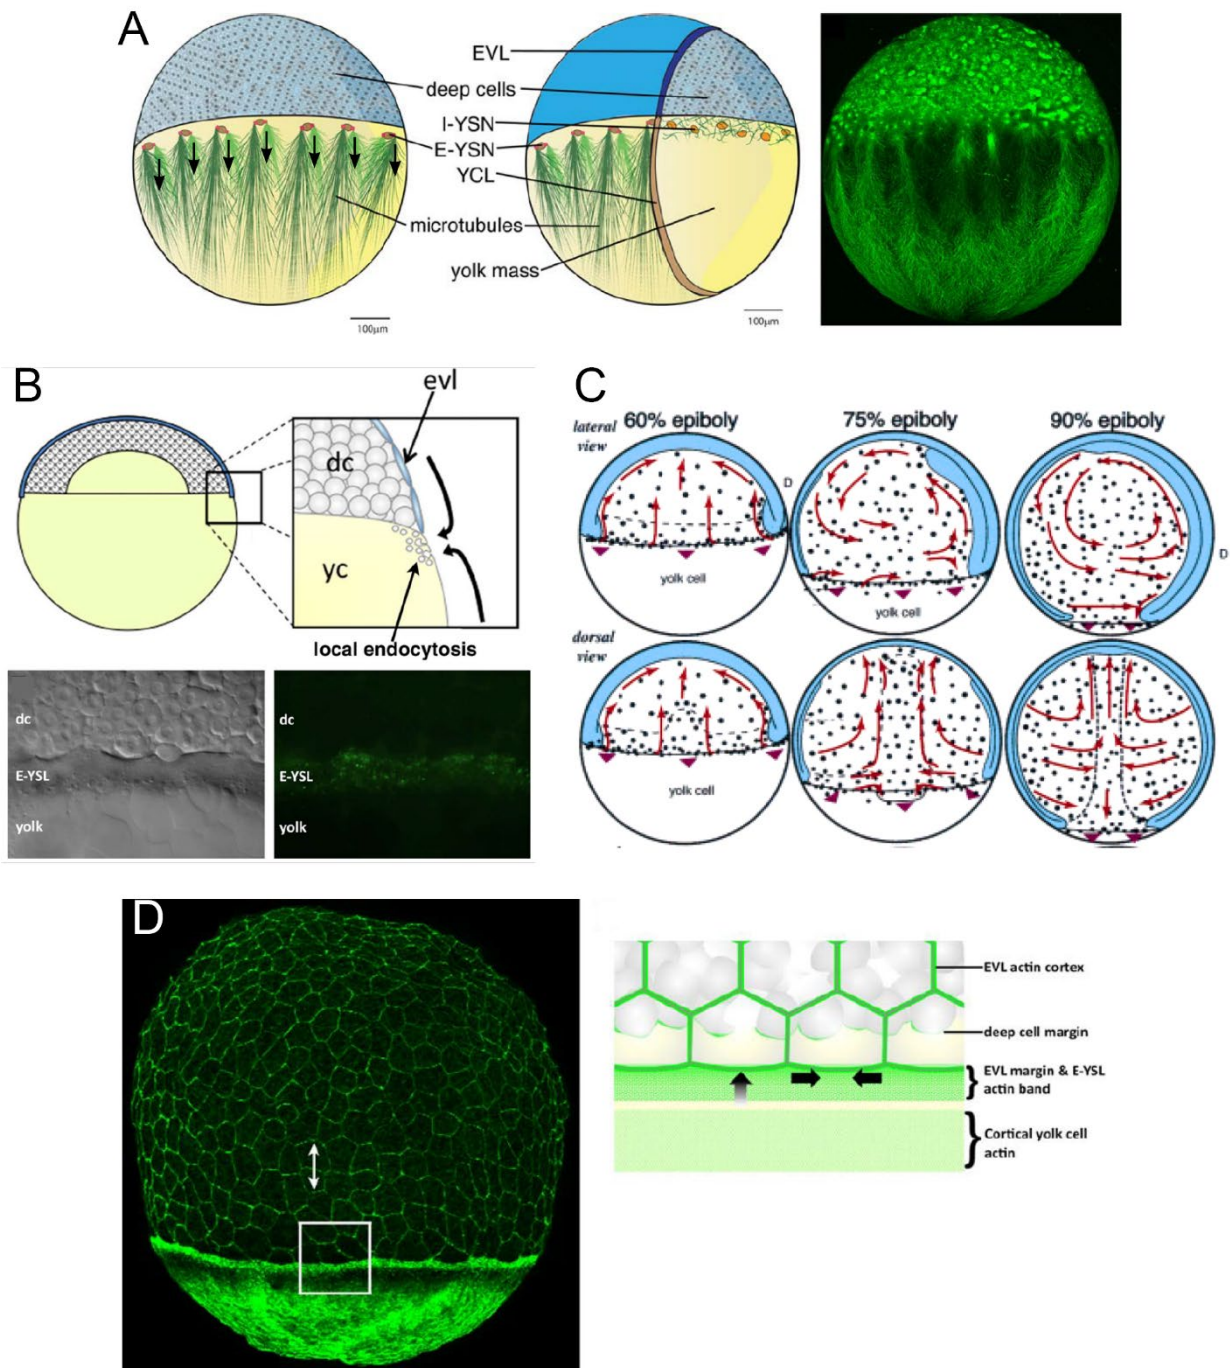 A
EVL
deep cells
I-YSN
E-YSN
YCL
microtubules
yolk mass
100µm
100µm
B
evl
dc
yc
local endocytosis
dc
E-YSL
yolk
dc
E-YSL
yolk
C
60% epiboly
75% epiboly
90% epiboly
lateral
view
D
D
yolk cell
yolk cell
dorsal
view
yolk cell
D
EVL actin cortex
deep cell margin
EVL margin & E-YSL
actin band
Cortical yolk cell
actin